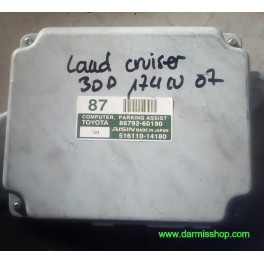 Land cruiser
30D 174CV 07
87
COMPUTER, PARKING ASSIST
TOYOTA 86792-60190
AISIN MADE IN JAPAN
516110-14180
www.darmisshop.com